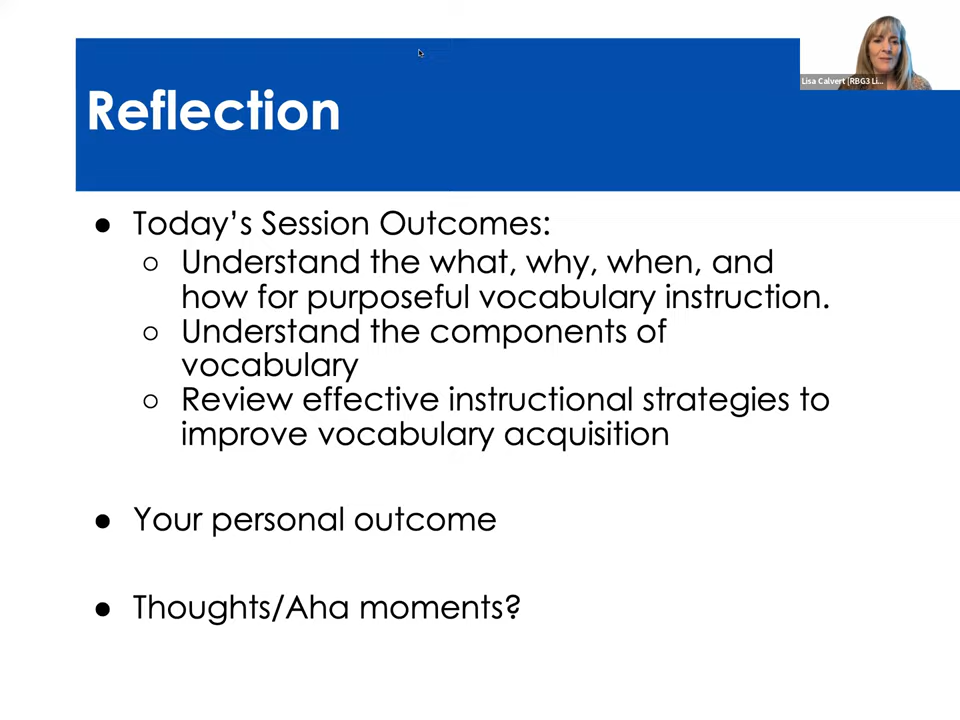 Lisa Calvert [RBG3 Li...
Reflection
● Today's Session Outcomes:
○ Understand the what, why, when, and
how for purposeful vocabulary instruction.
○ Understand the components of
vocabulary
○ Review effective instructional strategies to
improve vocabulary acquisition
● Your personal outcome
● Thoughts/Aha moments?